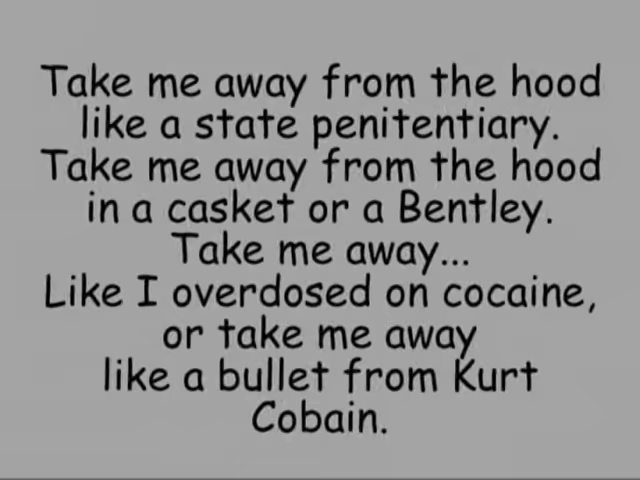 Take me away from the hood
like a state penitentiary.
Take me away from the hood
in a casket or a Bentley.
Take me away...
Like I overdosed on cocaine,
or take me away
like a bullet from Kurt
Cobain.